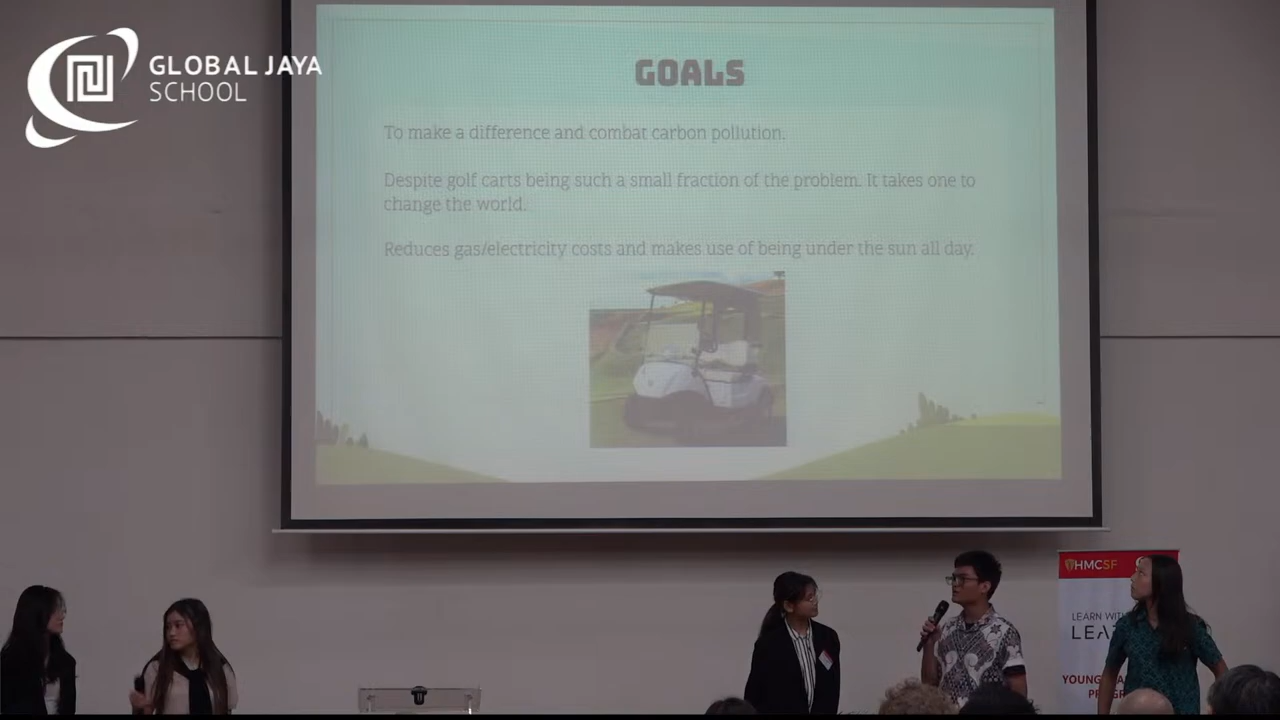 GLOBAL JAYA
SCHOOL
GOALS
To make a difference and combat carbon pollution.
Despite golf carts being such a small fraction of the problem. It takes one to
change the world.
Reduces gas/electricity costs and makes use of being under the sun all day.
HMCSF
LEARN WITH
YOUNG